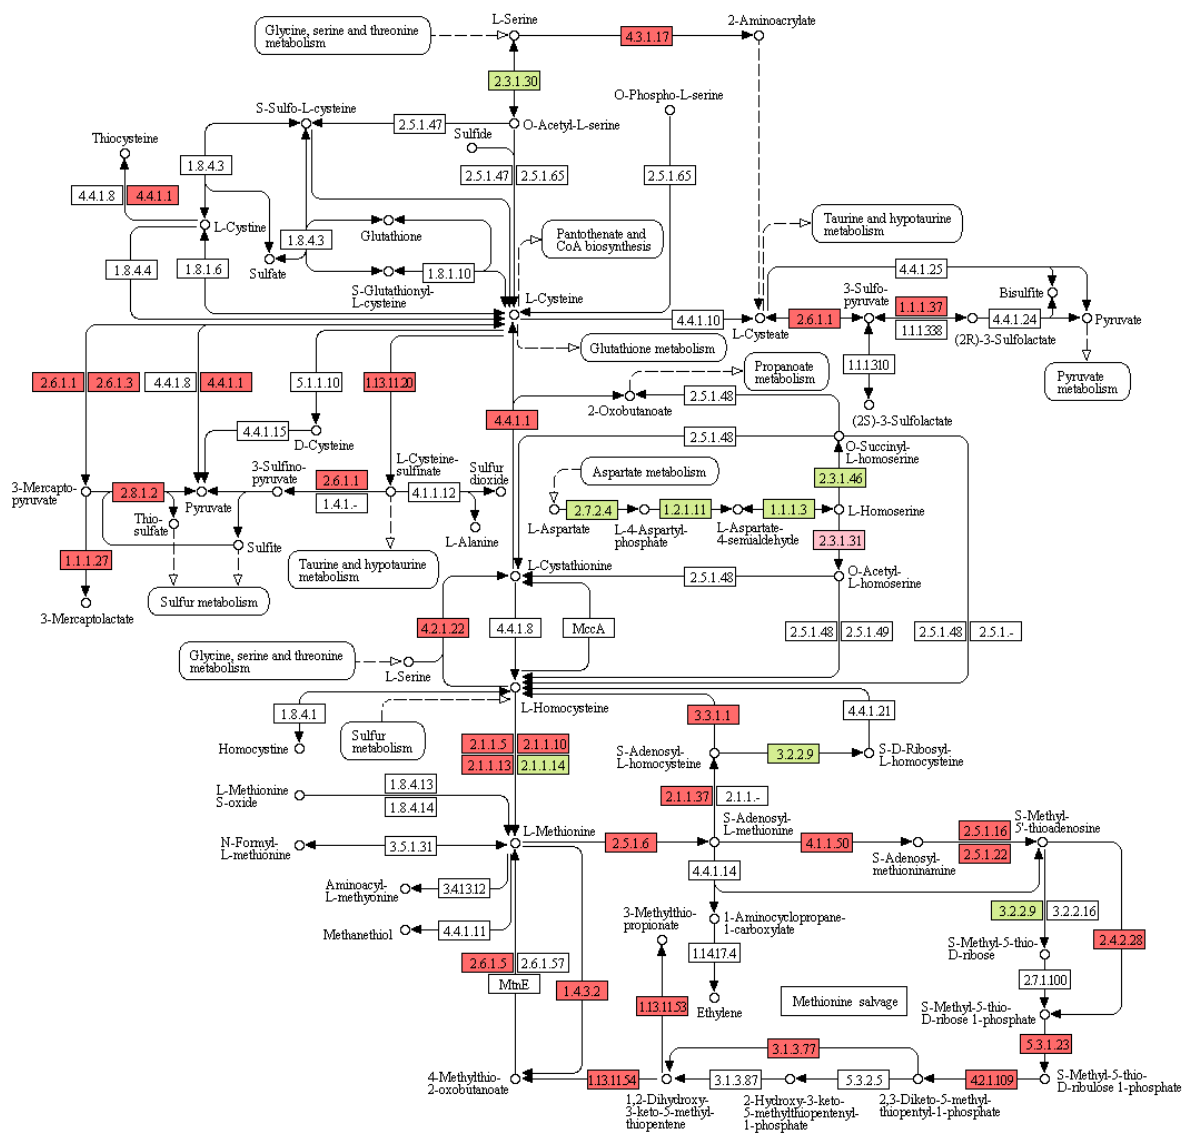 L-Serine
2-Aminoacrylate
Glycine, serine and threonine
metabolism
4.3.1.17
2.3.1.30
O-Phospho-L-serine
S-Sulfo-L-cysteine
2.5.1.47
O-Acetyl-L-serine
Sulfide
Thiocysteine
1.8.4.3
2.5.1.47
2.5.1.65
2.5.1.65
4.4.1.8
4.4.1.1
L-Cystine
1.8.4.3
Glutathione
Pantothenate and
CoA biosynthesis
Taurine and hypotaurine
metabolism
1.8.4.4
1.8.1.6
Sulfate
1.8.1.10
S-Glutathionyl-
L-cysteine
L-Cysteine
4.4.1.25
3-Sulfo-
pyruvate
Bisulfite
1.1.1.37
4.4.1.10
L-Cysteate
2.6.1.1
1.1.1.338
4.4.1.24
Pyruvate
(2R)-3-Sulfolactate
Glutathione metabolism
Propanoate
metabolism
1.1.1.310
Pyruvate
metabolism
2.6.1.1
2.6.1.3
4.4.1.8
4.4.1.1
5.1.1.10
1.13.11.20
2-Oxobutanoate
2.5.1.48
(2S)-3-Sulfolactate
4.4.1.1
4.4.1.15
D-Cysteine
2.5.1.48
O-Succinyl-
L-homoserine
3-Sulfino-
pyruvate
L-Cysteine-
sulfinate
Sulfur
dioxide
Aspartate metabolism
2.3.1.46
3-Mercapto-
pyruvate
2.8.1.2
Pyruvate
2.6.1.1
1.4.1.-
4.1.1.12
L-Aspartate
2.7.2.4
L-4-Aspartyl-
phosphate
1.2.1.11
L-Aspartate-
4-semialdehyde
1.1.1.3
L-Homoserine
Thio-
sulfate
Sulfite
L-Alanine
2.3.1.31
1.1.1.27
Taurine and hypotaurine
metabolism
L-Cystathionine
2.5.1.48
O-Acetyl-
L-homoserine
3-Mercaptolactate
Sulfur metabolism
4.2.1.22
4.4.1.8
MccA
2.5.1.48
2.5.1.49
2.5.1.48
2.5.1.-
Glycine, serine and threonine
metabolism
L-Serine
L-Homocysteine
1.8.4.1
Sulfur
metabolism
3.3.1.1
4.4.1.21
Homocystine
2.1.1.5
2.1.1.10
2.1.1.13
2.1.1.14
S-Adenosyl-
L-homocysteine
3.2.2.9
S-D-Ribosyl-
L-homocysteine
L-Methionine
S-oxide
1.8.4.13
1.8.4.14
2.1.1.37
2.1.1.-
L-Methionine
S-Adenosyl-
L-methionine
S-Methyl-
5'-thioadenosine
N-Formyl-
L-methionine
3.5.1.31
2.5.1.6
4.1.1.50
2.5.1.16
2.5.1.22
S-Adenosyl-
methioninamine
4.4.1.14
Aminoacyl-
L-methyonine
3.4.13.12
3-Methylthio-
propionate
1-Aminocyclopropane-
1-carboxylate
3.2.2.9
3.2.2.16
Methanethiol
4.4.1.11
S-Methyl-5-thio-
D-ribose
2.4.2.28
2.6.1.5
2.6.1.57
MtnE
1.4.3.2
1.14.17.4
2.7.1.100
1.13.11.53
Ethylene
Methionine salvage
S-Methyl-5-thio-
D-ribose 1-phosphate
5.3.1.23
3.1.3.77
4-Methylthio-
2-oxobutanoate
1.13.11.54
3.1.3.87
5.3.2.5
4.2.1.109
S-Methyl-5-thio-
D-ribulose 1-phosphate
1,2-Dihydroxy-
3-keto-5-methyl-
thiopentene
2-Hydroxy-3-keto-
5-methylthiopentenyl-
1-phosphate
2,3-Diketo-5-methyl-
thiopentyl-1-phosphate